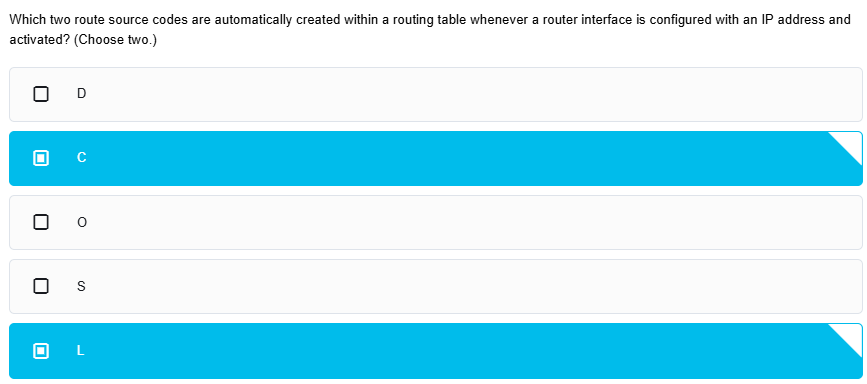 Which two route source codes are automatically created within a routing table whenever a router interface is configured with an IP address and
activated? (Choose two.)
D
C
O
S
L